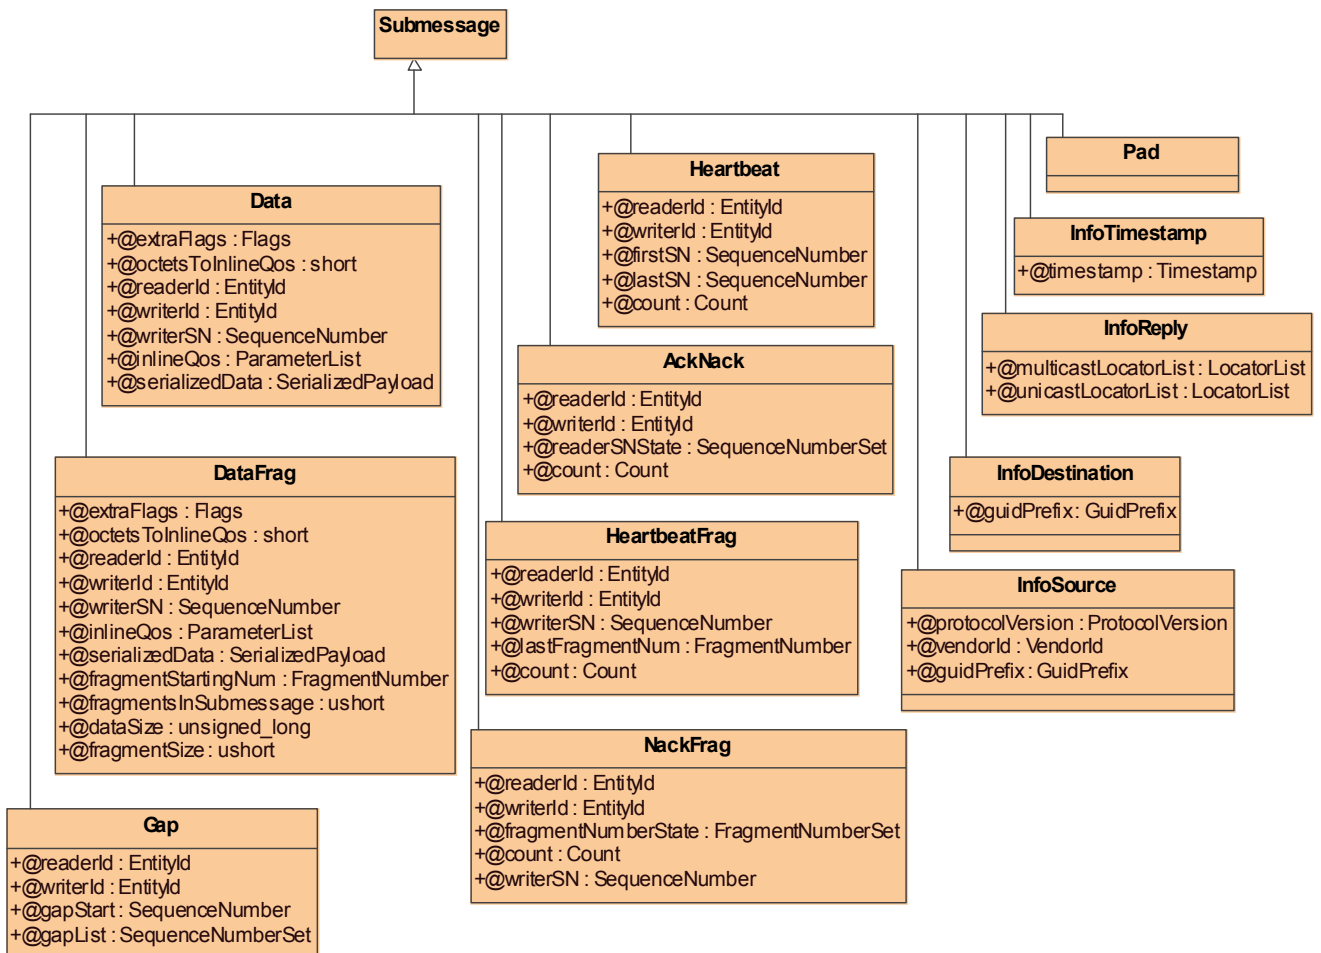 Submessage
Data
+@extraFlags : Flags
+@octetsToInlineQos : short
+@readerId : EntityId
+@writerId : EntityId
+@writerSN : SequenceNumber
+@inlineQos : ParameterList
+@serializedData : SerializedPayload
DataFrag
+@extraFlags : Flags
+@octetsToInlineQos : short
+@readerId : EntityId
+@writerId : EntityId
+@writerSN : SequenceNumber
+@inlineQos : ParameterList
+@serializedData : SerializedPayload
+@fragmentStartingNum : FragmentNumber
+@fragmentsInSubmessage : ushort
+@dataSize : unsigned_long
+@fragmentSize : ushort
Gap
+@readerId : EntityId
+@writerId : EntityId
+@gapStart : SequenceNumber
+@gapList : SequenceNumberSet
Heartbeat
+@readerId : EntityId
+@writerId : EntityId
+@firstSN : SequenceNumber
+@lastSN : SequenceNumber
+@count : Count
AckNack
+@readerId : EntityId
+@writerId : EntityId
+@readerSNState : SequenceNumberSet
+@count : Count
HeartbeatFrag
+@readerId : EntityId
+@writerId : EntityId
+@writerSN : SequenceNumber
+@lastFragmentNum : FragmentNumber
+@count : Count
NackFrag
+@readerId : EntityId
+@writerId : EntityId
+@fragmentNumberState : FragmentNumberSet
+@count : Count
+@writerSN : SequenceNumber
Pad
InfoTimestamp
+@timestamp : Timestamp
InfoReply
+@multicastLocatorList : LocatorList
+@unicastLocatorList : LocatorList
InfoDestination
+@guidPrefix : GuidPrefix
InfoSource
+@protocolVersion : ProtocolVersion
+@vendorId : VendorId
+@guidPrefix : GuidPrefix